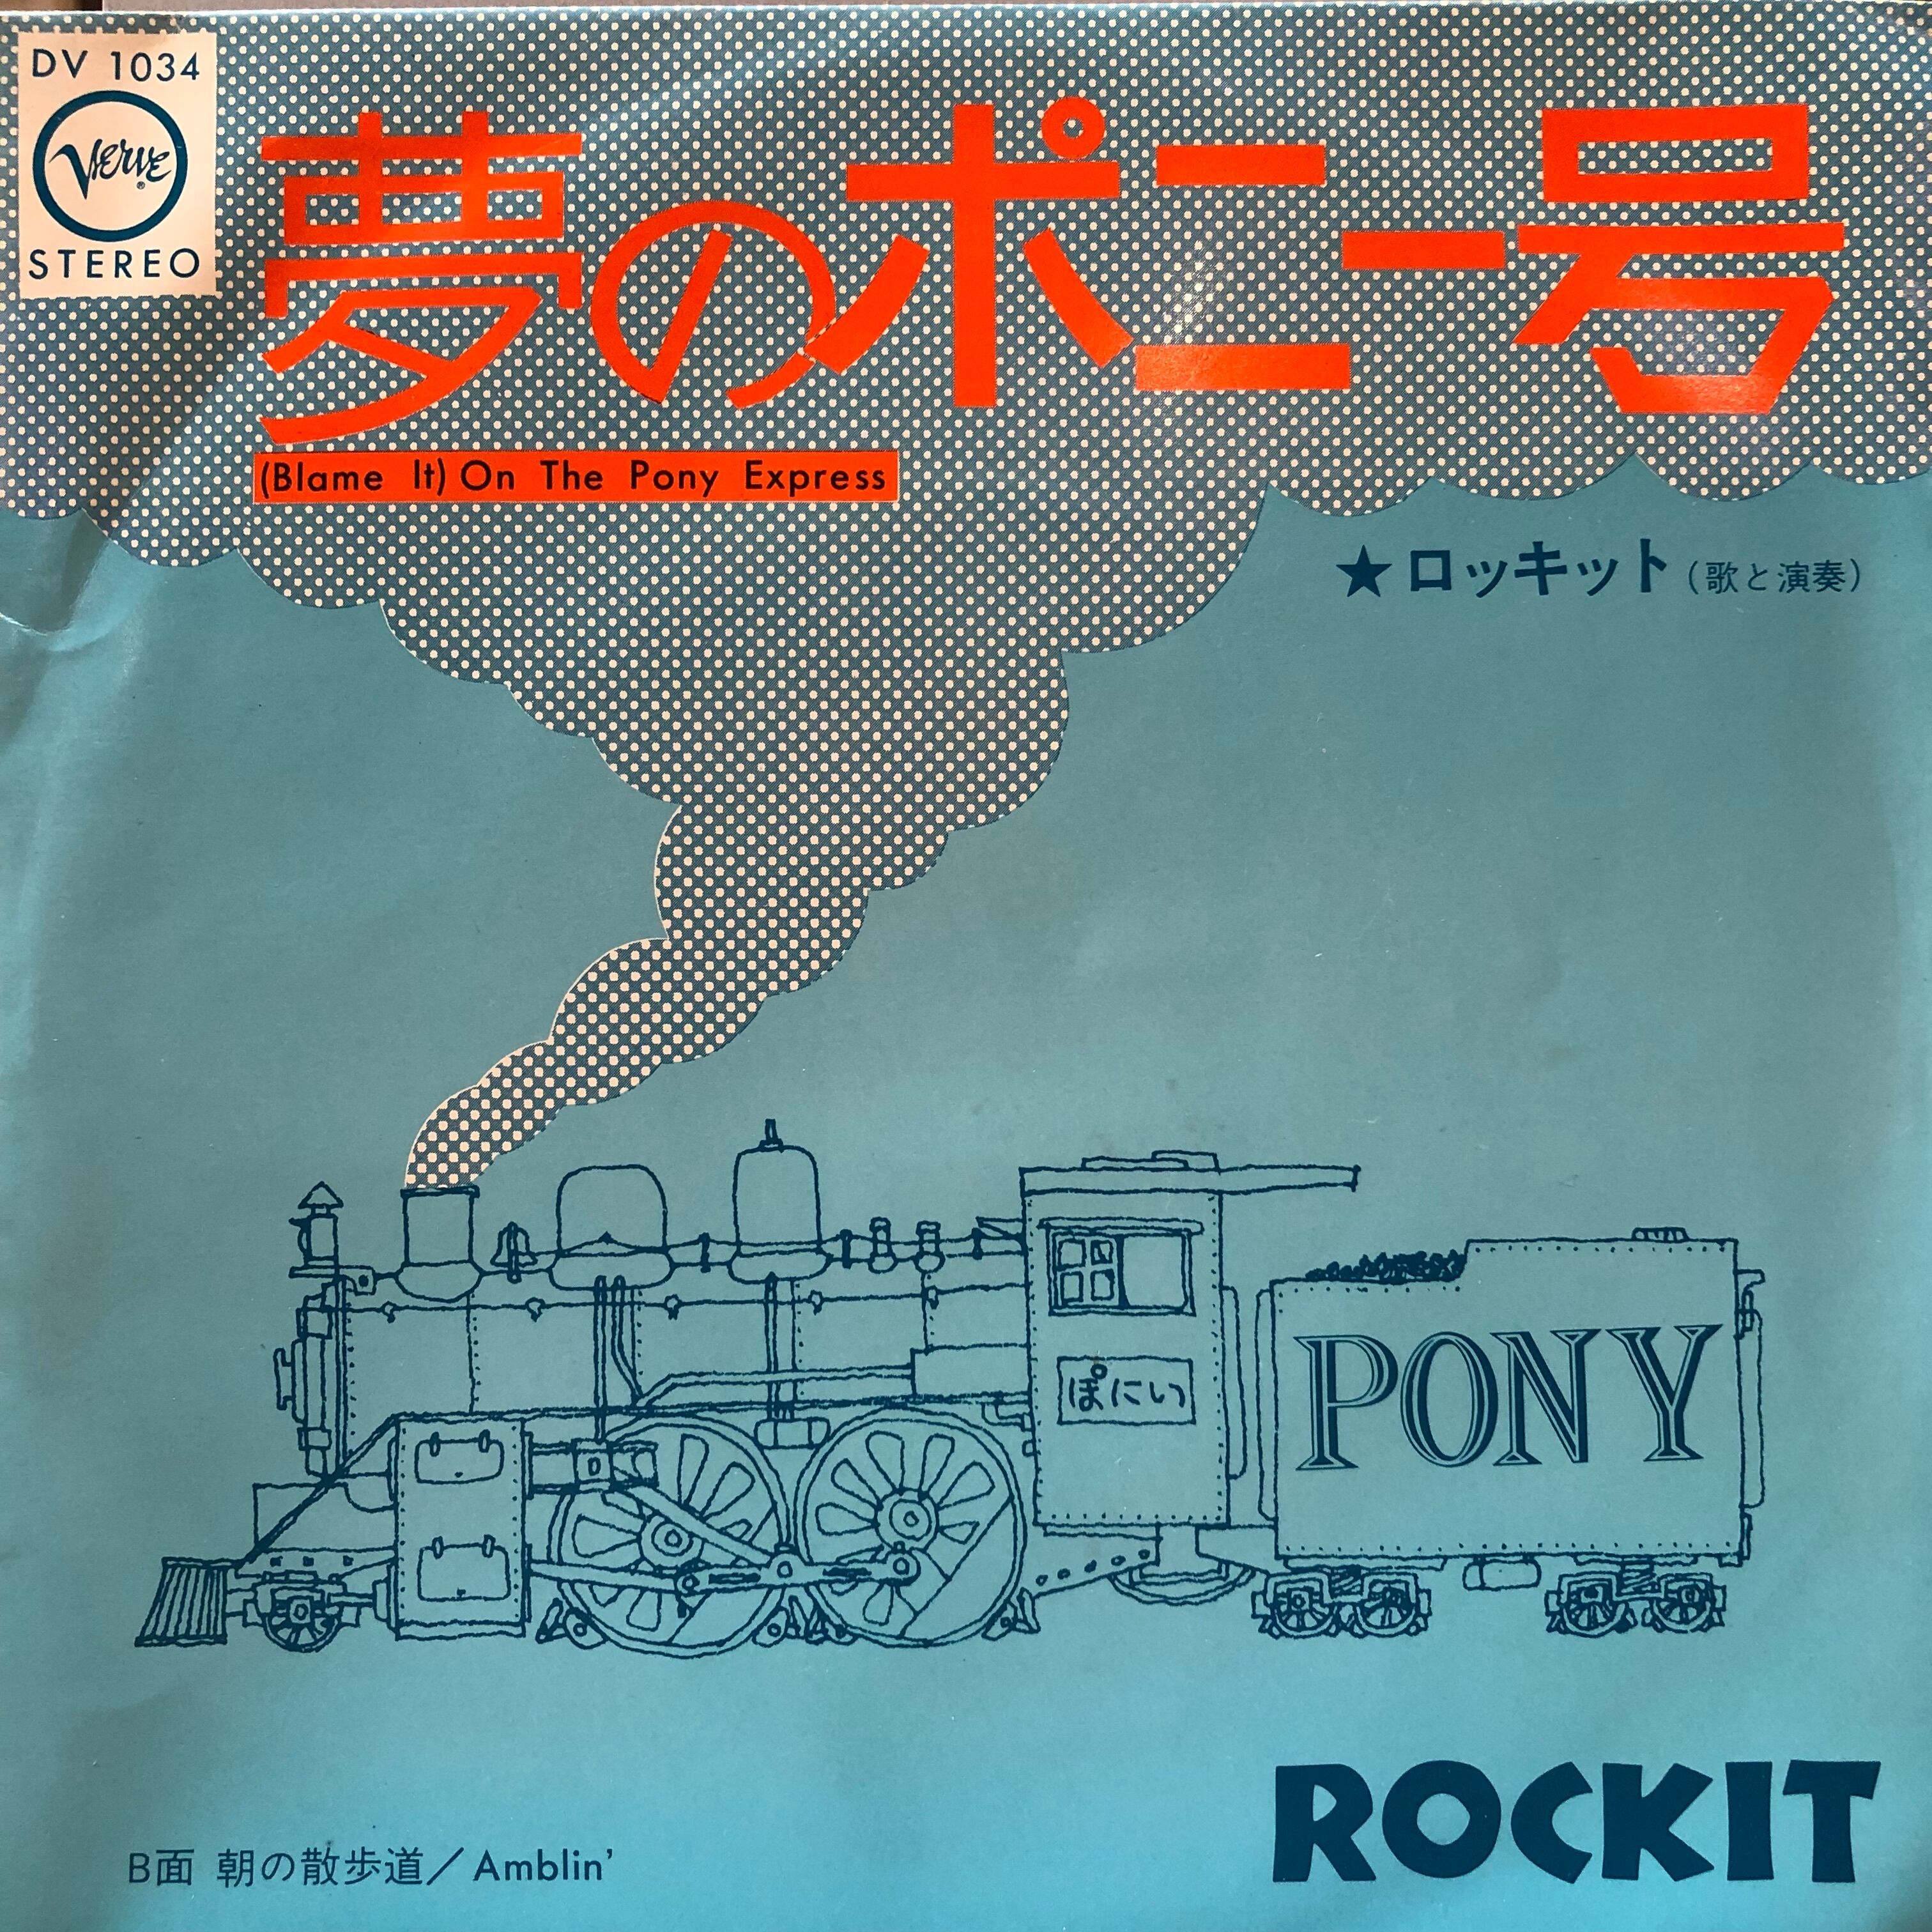 DV 1034
Verve®
STEREO
夢のポニー号
(Blame It) On The Pony Express
★ロッキット(歌と演奏)
ぽにい
PONY
ROCKIT
B面 朝の散歩道／Amblin'